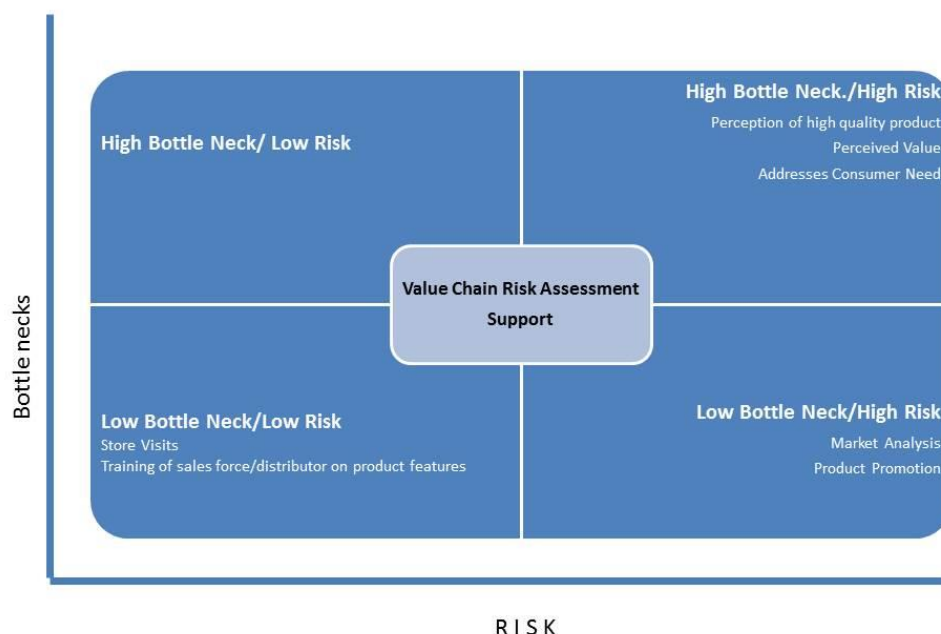 High Bottle Neck/ Low Risk
High Bottle Neck./High Risk
Perception of high quality product
Perceived Value
Addresses Consumer Need
Value Chain Risk Assessment
Support
Bottle necks
Low Bottle Neck/Low Risk
Store Visits
Training of sales force/distributor on product features
Low Bottle Neck/High Risk
Market Analysis
Product Promotion
R I S K